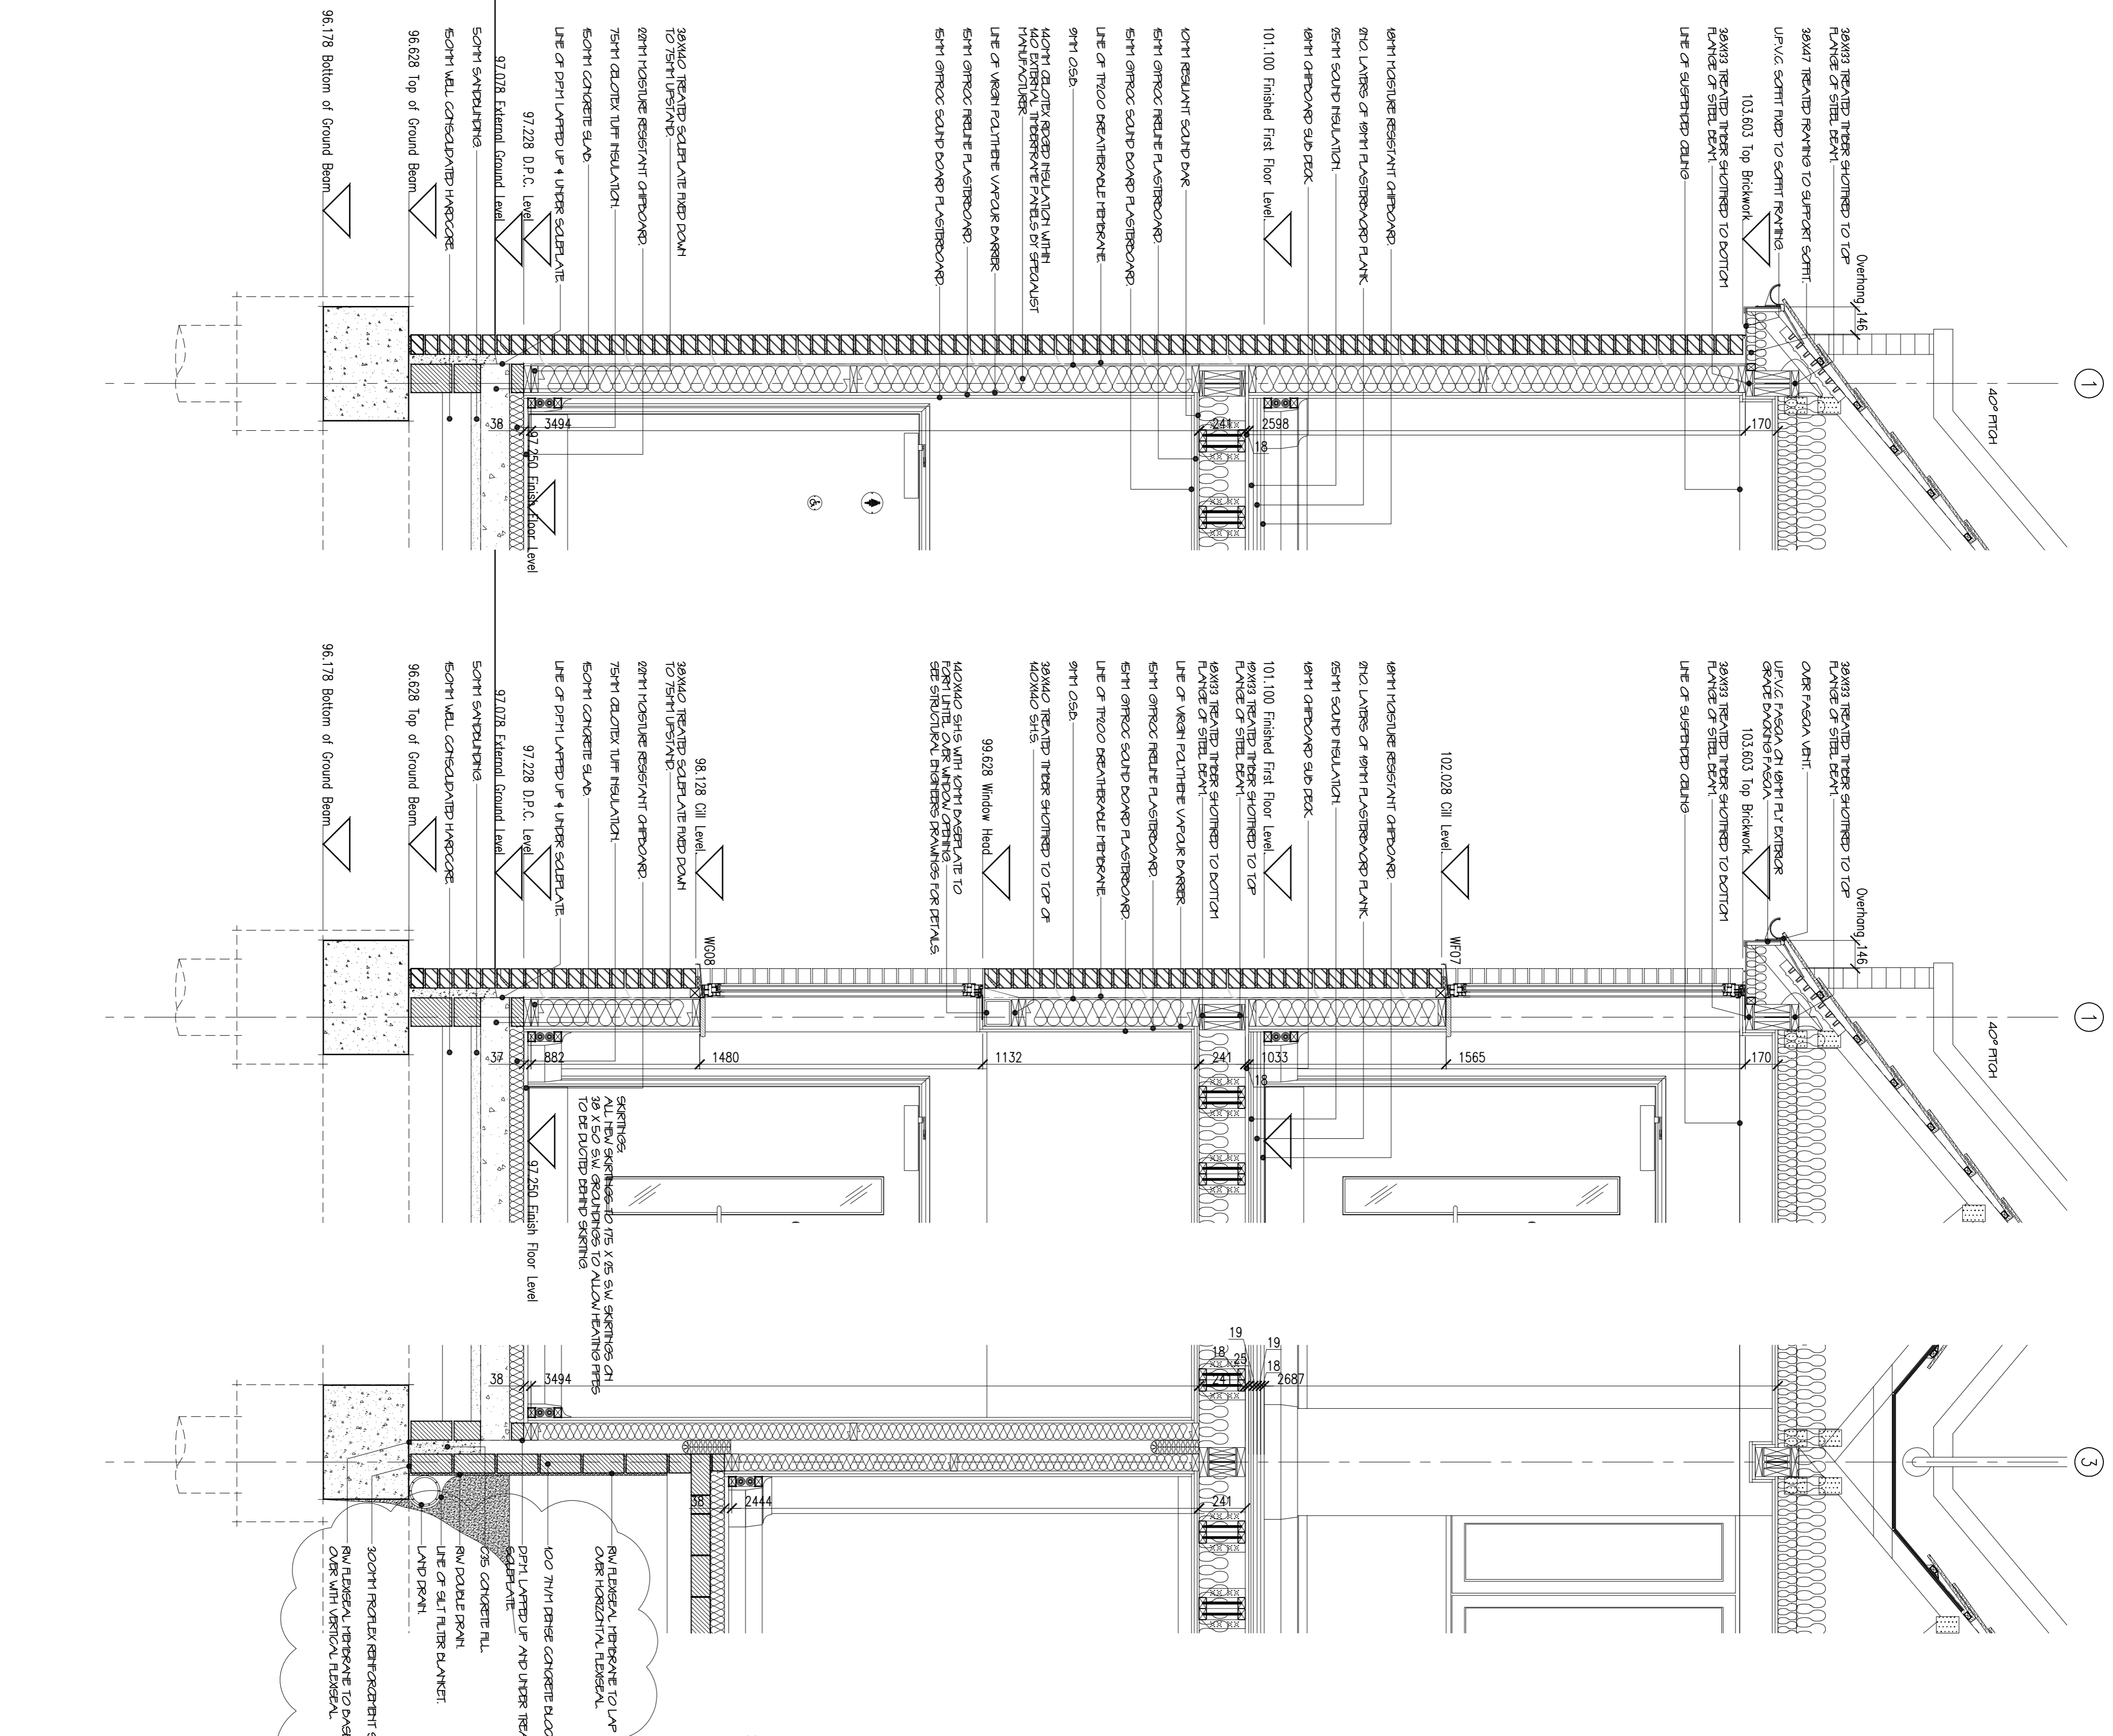 38X133 TREATED TIMBER SHOTFIRED TO TOP
FLANGE OF STEEL BEAM.
38X47 TREATED FRAMING TO SUPPORT SOFFIT.
U.P.V.C. SOFFIT FIXED TO SOFFIT FRAMING.
103.603 Top Brickwork
38X133 TREATED TIMBER SHOTFIRED TO BOTTOM
FLANGE OF STEEL BEAM.
LINE OF SUSPENDED CEILING
Overhang 146
40° PITCH
1
18MM MOISTURE RESISTANT CHIPBOARD.
2NO. LAYERS OF 19MM PLASTERBAORD PLANK.
25MM SOUND INSULATION.
18MM CHIPBOARD SUB DECK.
101.100 Finished First Floor Level.
10MM RESILIANT SOUND BAR.
15MM GYPROC FIRELINE PLASTERBOARD.
15MM GYPROC SOUND BOARD PLASTERBOARD.
LINE OF TF200 BREATHERABLE MEMBRANE.
9MM O.S.B.
140MM CELOTEX RIDGED INSULATION WITHIN
140 EXTERNAL TIMBERFRAME PANELS BY SPECIALIST
MANUFACTURER.
LINE OF VIRGIN POLYTHENE VAPOUR BARRIER
15MM GYPROC FIRELINE PLASTERBOARD.
15MM GYPROC SOUND BOARD PLASTERBOARD.
38X140 TREATED SOLEPLATE FIXED DOWN
TO 75MM UPSTAND.
22MM MOISTURE RESISTANT CHIPBOARD.
75MM CELOTEX TUFF INSULATION.
150MM CONCRETE SLAB.
LINE OF D.P.M LAPPED UP & UNDER SOLEPLATE.
97.228 D.P.C. Level.
97.078 External Ground Level
50MM SANDBLINDING.
150MM WELL CONSOLIDATED HARDCORE.
96.628 Top of Ground Beam
96.178 Bottom of Ground Beam
38
3494
241
18
2598
170
97.250 Finish Floor Level
38X133 TREATED TIMBER SHOTFIRED TO TOP
FLANGE OF STEEL BEAM.
OVER FASCIA VENT.
U.P.V.C. FASCIA ON 18MM PLY EXTERIOR
GRADE BACKING FASCIA
103.603 Top Brickwork
38X133 TREATED TIMBER SHOTFIRED TO BOTTOM
FLANGE OF STEEL BEAM.
LINE OF SUSPENDED CEILING
Overhang 146
40° PITCH
1
102.028 Cill Level.
WF07
18MM MOISTURE RESISTANT CHIPBOARD.
2NO. LAYERS OF 19MM PLASTERBAORD PLANK.
25MM SOUND INSULATION.
18MM CHIPBOARD SUB DECK.
101.100 Finished First Floor Level.
19X133 TREATED TIMBER SHOTFIRED TO TOP
FLANGE OF STEEL BEAM.
18X133 TREATED TIMBER SHOTFIRED TO BOTTOM
FLANGE OF STEEL BEAM.
LINE OF VIRGIN POLYTHENE VAPOUR BARRIER
15MM GYPROC FIRELINE PLASTERBOARD.
15MM GYPROC SOUND BOARD PLASTERBOARD.
LINE OF TF200 BREATHERABLE MEMBRANE.
9MM O.S.B.
38X140 TREATED TIMBER SHOTFIRED TO TOP OF
140X140 S.H.S.
99.628 Window Head
140X140 S.H.S WITH 10MM BASEPLATE TO
FORM LINTEL OVER WINDOW OPENING
SEE STRUCTURAL ENGINEERS DRAWINGS FOR DETAILS.
98.128 Cill Level.
WG08
38X140 TREATED SOLEPLATE FIXED DOWN
TO 75MM UPSTAND.
22MM MOISTURE RESISTANT CHIPBOARD.
75MM CELOTEX TUFF INSULATION.
150MM CONCRETE SLAB.
LINE OF D.P.M LAPPED UP & UNDER SOLEPLATE.
97.228 D.P.C. Level.
97.078 External Ground Level
50MM SANDBLINDING.
150MM WELL CONSOLIDATED HARDCORE.
96.628 Top of Ground Beam
96.178 Bottom of Ground Beam
37
882
1480
1132
241
18
1033
1565
170
SKIRTINGS.
ALL NEW SKIRTINGS TO 175 X 25 S.W. SKIRTINGS ON
38 X 50 S.W. GROUNDINGS TO ALLOW HEATING PIPES
TO BE DUCTED BEHIND SKIRTING.
97.250 Finish Floor Level
38
3494
241
18
19
25
19
18
2687
3
38
2444
241
RIW FLEXISEAL MEMBRANE TO LAP
OVER HORIZONTAL FLEXISEAL.
100 7N/M DENSE CONCRETE BLOC
D.P.M. LAPPED UP AND UNDER TREA
SOLEPLATE.
C35 CONCRETE FILL.
RIW DOUBLE DRAIN.
LINE OF SILT FILTER BLANKET.
LAND DRAIN.
300MM PROFLEX REINFORCEMENT S
RIW FLEXISEAL MEMBRANE TO BASE
OVER WITH VERTICAL FLEXISEAL.